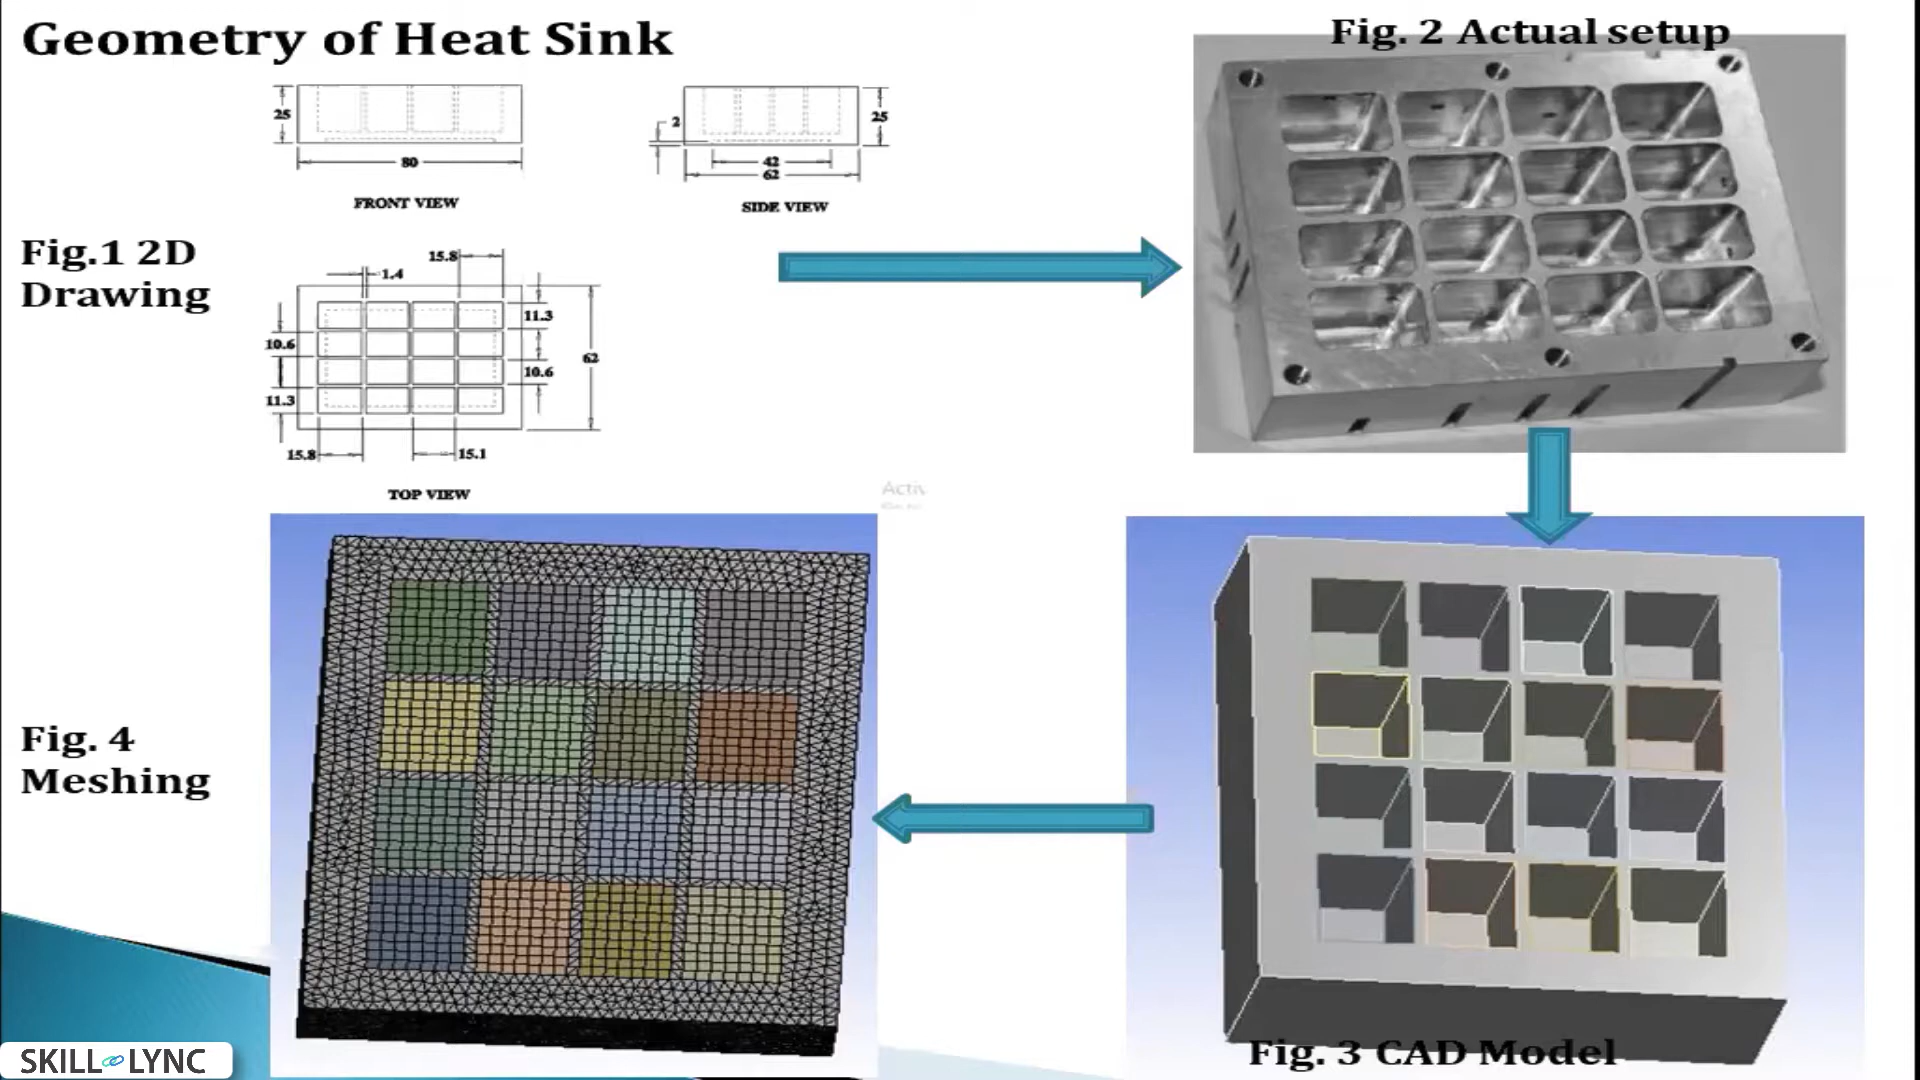 Geometry of Heat Sink
Fig. 2 Actual setup
25
80
FRONT VIEW
2
25
42
62
SIDE VIEW
Fig.1 2D
Drawing
15.8
1.4
11.3
10.6
62
10.6
11.3
15.8
15.1
TOP VIEW
Activ
Fig. 4
Meshing
Fig. 3 CAD Model
SKILL LYNC